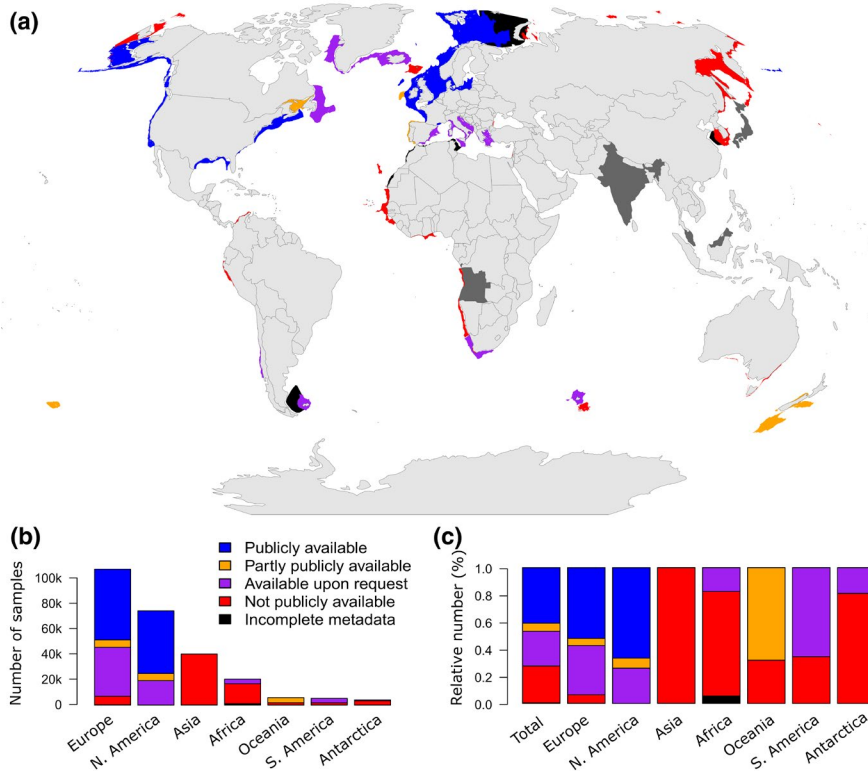 (a)
(b)
Number of samples
100k
80k
60k
40k
20k
0k
Europe
N. America
Asia
Africa
Oceania
S. America
Antarctica
Publicly available
Partly publicly available
Available upon request
Not publicly available
Incomplete metadata
(c)
Relative number (%)
1.0
0.8
0.6
0.4
0.2
0.0
Total
Europe
N. America
Asia
Africa
Oceania
S. America
Antarctica